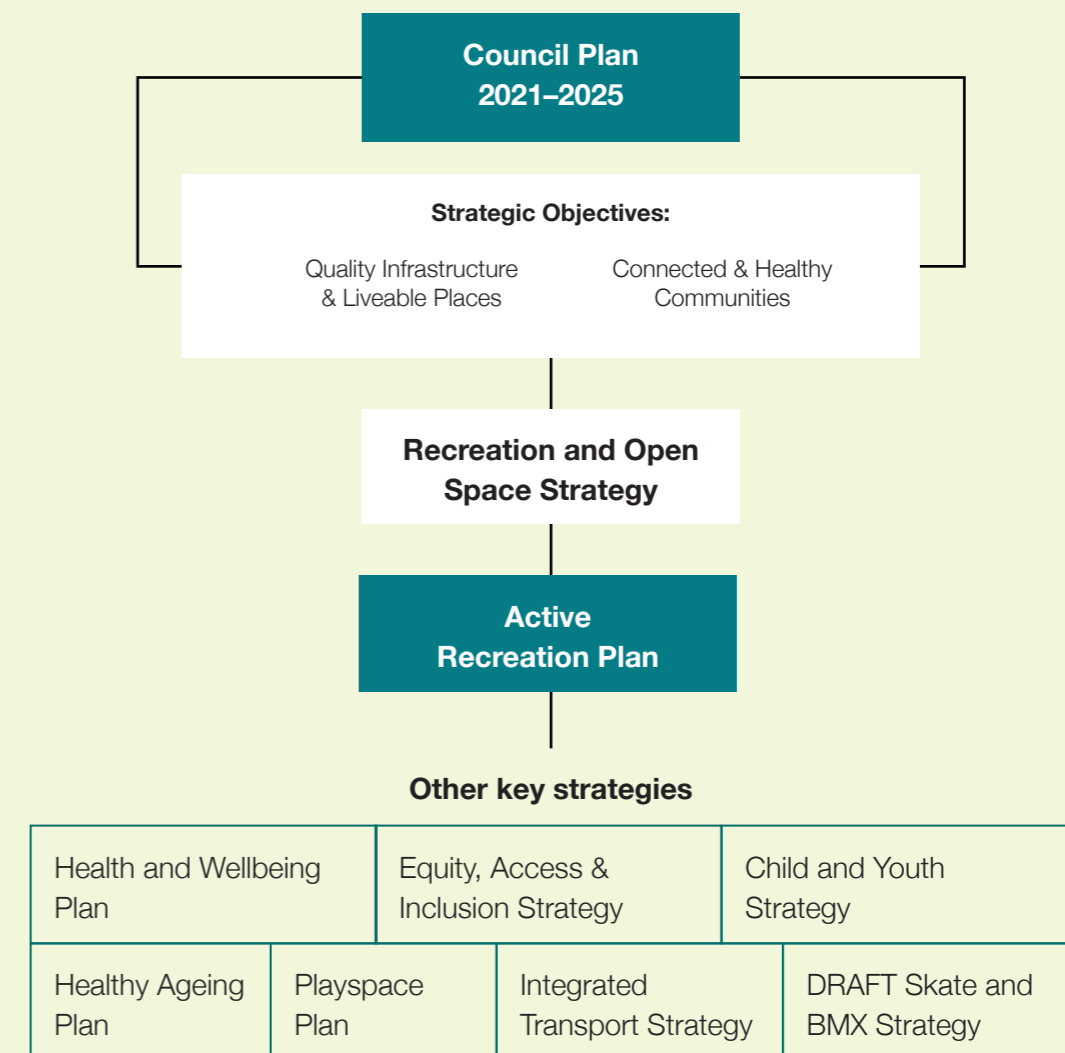 Council Plan
2021–2025
Strategic Objectives:
Quality Infrastructure
& Liveable Places
Connected & Healthy
Communities
Recreation and Open
Space Strategy
Active
Recreation Plan
Other key strategies
Health and Wellbeing
Plan
Equity, Access &
Inclusion Strategy
Child and Youth
Strategy
Healthy Ageing
Plan
Playspace
Plan
Integrated
Transport Strategy
DRAFT Skate and
BMX Strategy